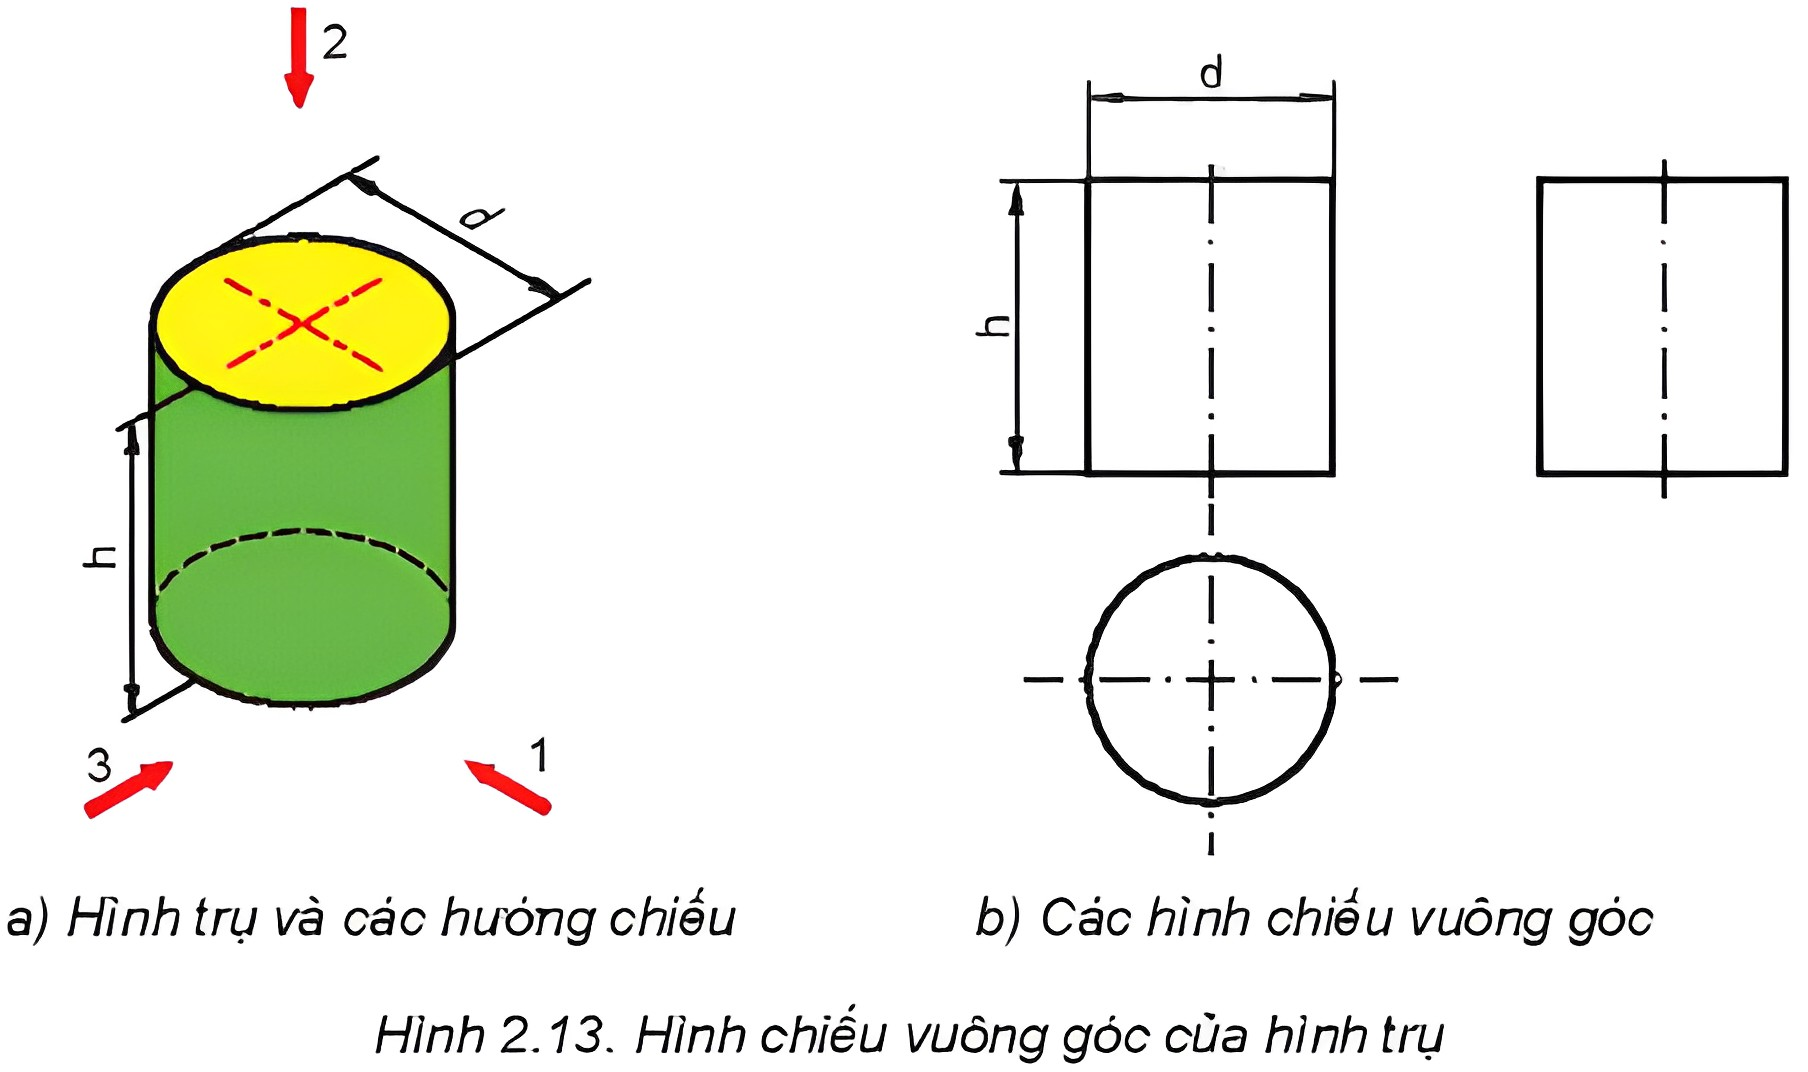 2
d
h
3
1
d
h
a) Hình trụ và các hướng chiếu
b) Các hình chiếu vuông góc
Hình 2.13. Hình chiếu vuông góc của hình trụ